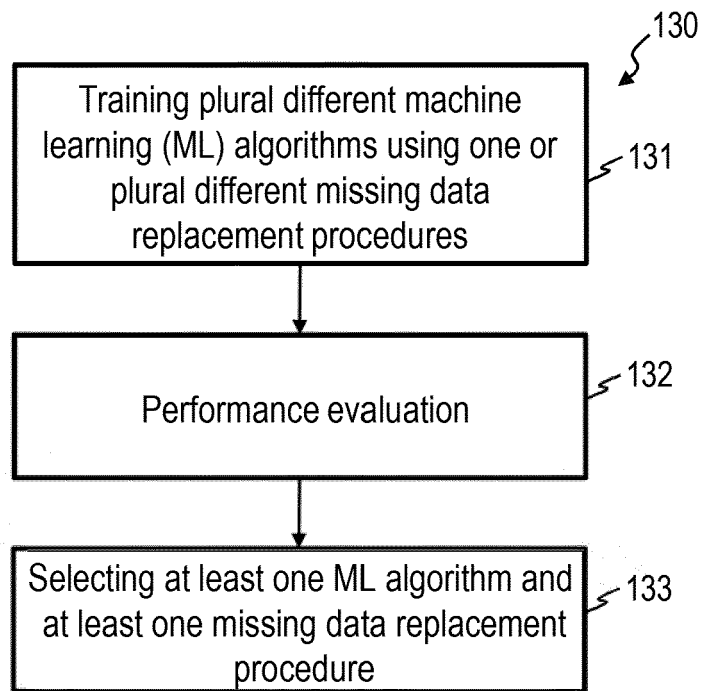 130
Training plural different machine
learning (ML) algorithms using one or
plural different missing data
replacement procedures
131
Performance evaluation
132
Selecting at least one ML algorithm and
at least one missing data replacement
procedure
133